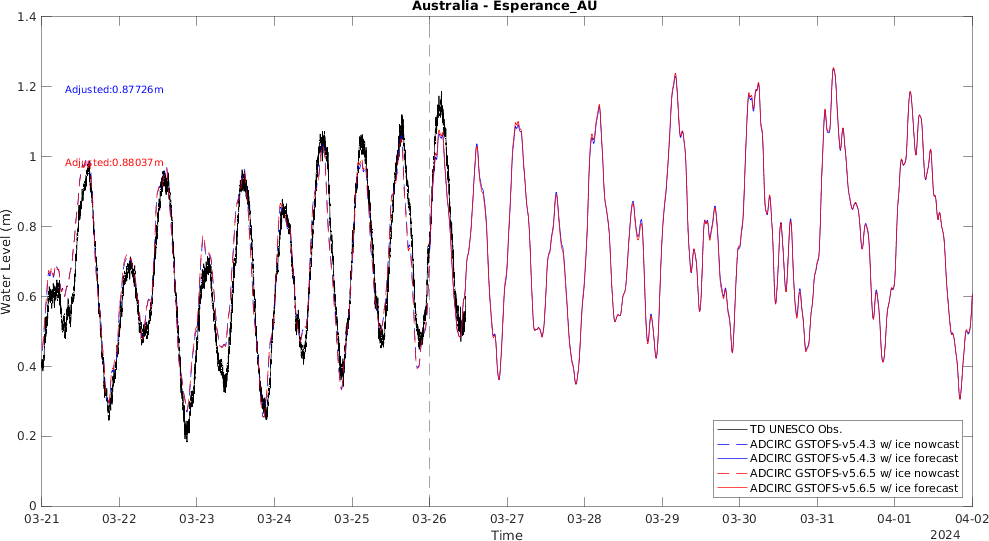 Australia - Esperance_AU
1.4
1.2
1
0.8
0.6
0.4
0.2
0
Water Level (m)
Adjusted:0.87726m
Adjusted:0.88037m
TD UNESCO Obs.
ADCIRC GSTOFS-v5.4.3 w/ ice nowcast
ADCIRC GSTOFS-v5.4.3 w/ ice forecast
ADCIRC GSTOFS-v5.6.5 w/ ice nowcast
ADCIRC GSTOFS-v5.6.5 w/ ice forecast
03-21 03-22 03-23 03-24 03-25 03-26 03-27 03-28 03-29 03-30 03-31 04-01 04-02
Time
2024